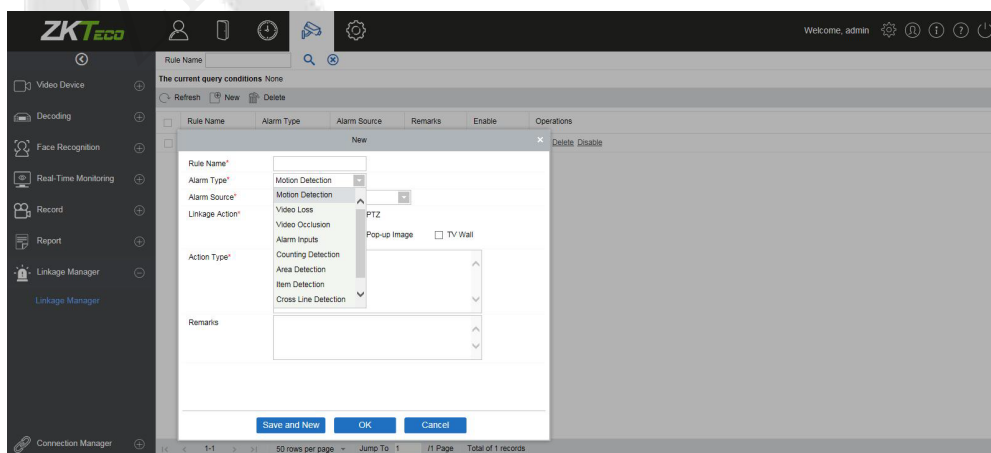 ZKTeco
Welcome, admin
Rule Name
The current query conditions None
Refresh New Delete
Rule Name Alarm Type Alarm Source Remarks Enable Operations
Delete Disable
Video Device
Decoding
Face Recognition
Real-Time Monitoring
Record
Report
Linkage Manager
Linkage Manager
Connection Manager
New
Rule Name*
Alarm Type* Motion Detection
Alarm Source*
Linkage Action* PTZ
Pop-up Image TV Wall
Action Type*
Remarks
Motion Detection
Video Loss
Video Occlusion
Alarm Inputs
Counting Detection
Area Detection
Item Detection
Cross Line Detection
Save and New OK Cancel
1-1 50 rows per page Jump To 1 /1 Page Total of 1 records